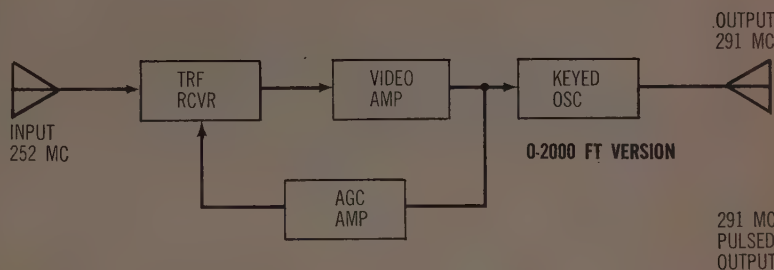 .OUTPUT
291 MC
TRF
RCVR
VIDEO
AMP
KEYED
OSC
INPUT
252 MC
0-2000 FT VERSION
AGC
AMP
291 MC
PULSED
OUTPUT